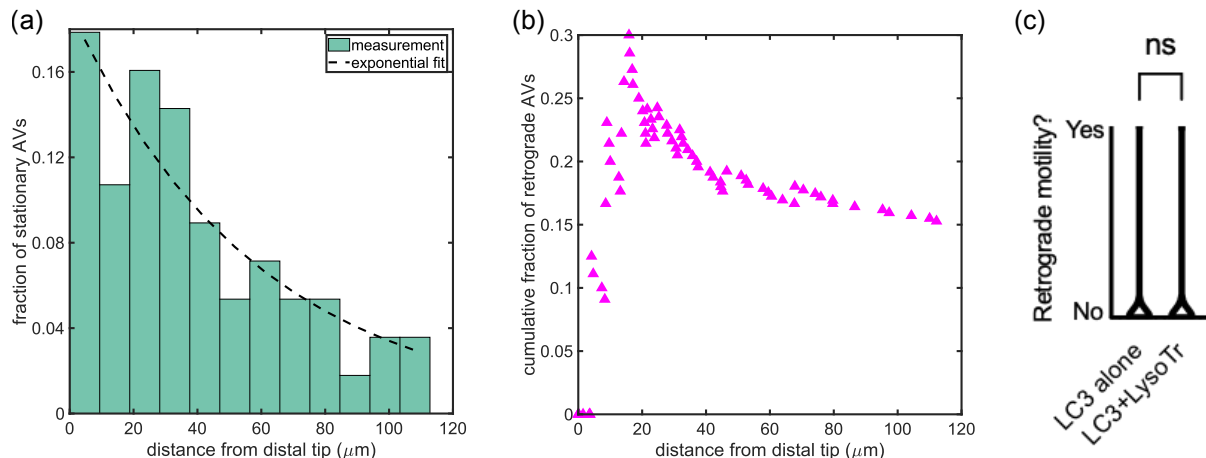 (a)
fraction of stationary AVs
0.16
0.12
0.08
0.04
0
0 20 40 60 80 100 120
distance from distal tip (μm)
measurement
exponential fit
(b)
cumulative fraction of retrograde AVs
0.3
0.25
0.2
0.15
0.1
0.05
0
0 20 40 60 80 100 120
distance from distal tip (μm)
(c)
ns
Retrograde motility?
Yes
No
LC3 alone
LC3+LysoTr